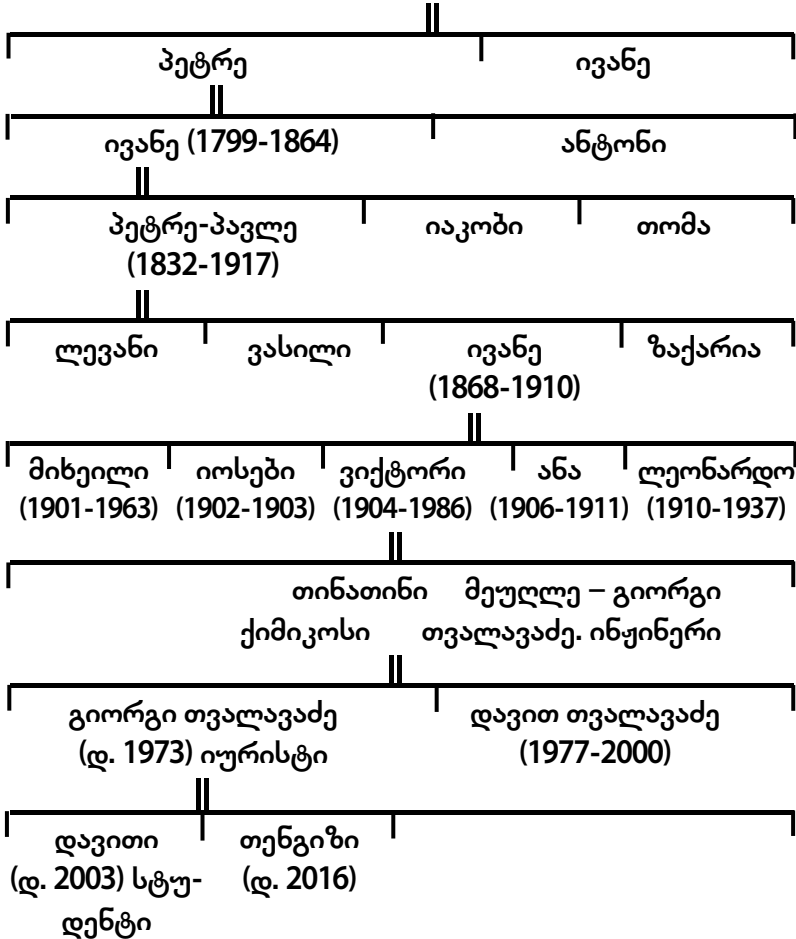 პეტრე ივანე
ივანე (1799-1864) ანტონი
პეტრე-პავლე იაკობი თომა
(1832-1917)
ლევანი ვასილი ივანე ზაქარია
(1868-1910)
მიხეილი იოსები ვიქტორი ანა ლეონარდო
(1901-1963) (1902-1903) (1904-1986) (1906-1911) (1910-1937)
თინათინი მეუღლე – გიორგი
ქიმიკოსი თვალავაძე. ინჟინერი
გიორგი თვალავაძე დავით თვალავაძე
(დ. 1973) იურისტი (1977-2000)
დავითი თენგიზი
(დ. 2003) სტუ- (დ. 2016)
დენტი